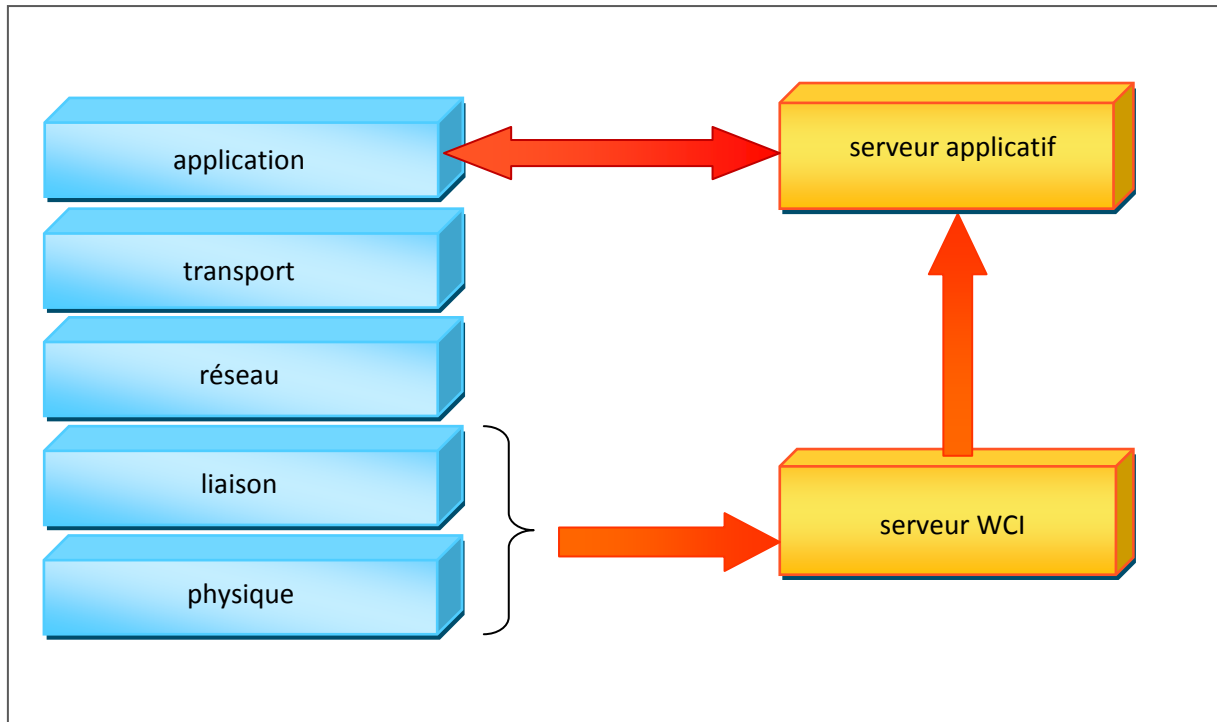 application
serveur applicatif
transport
réseau
liaison
serveur WCI
physique